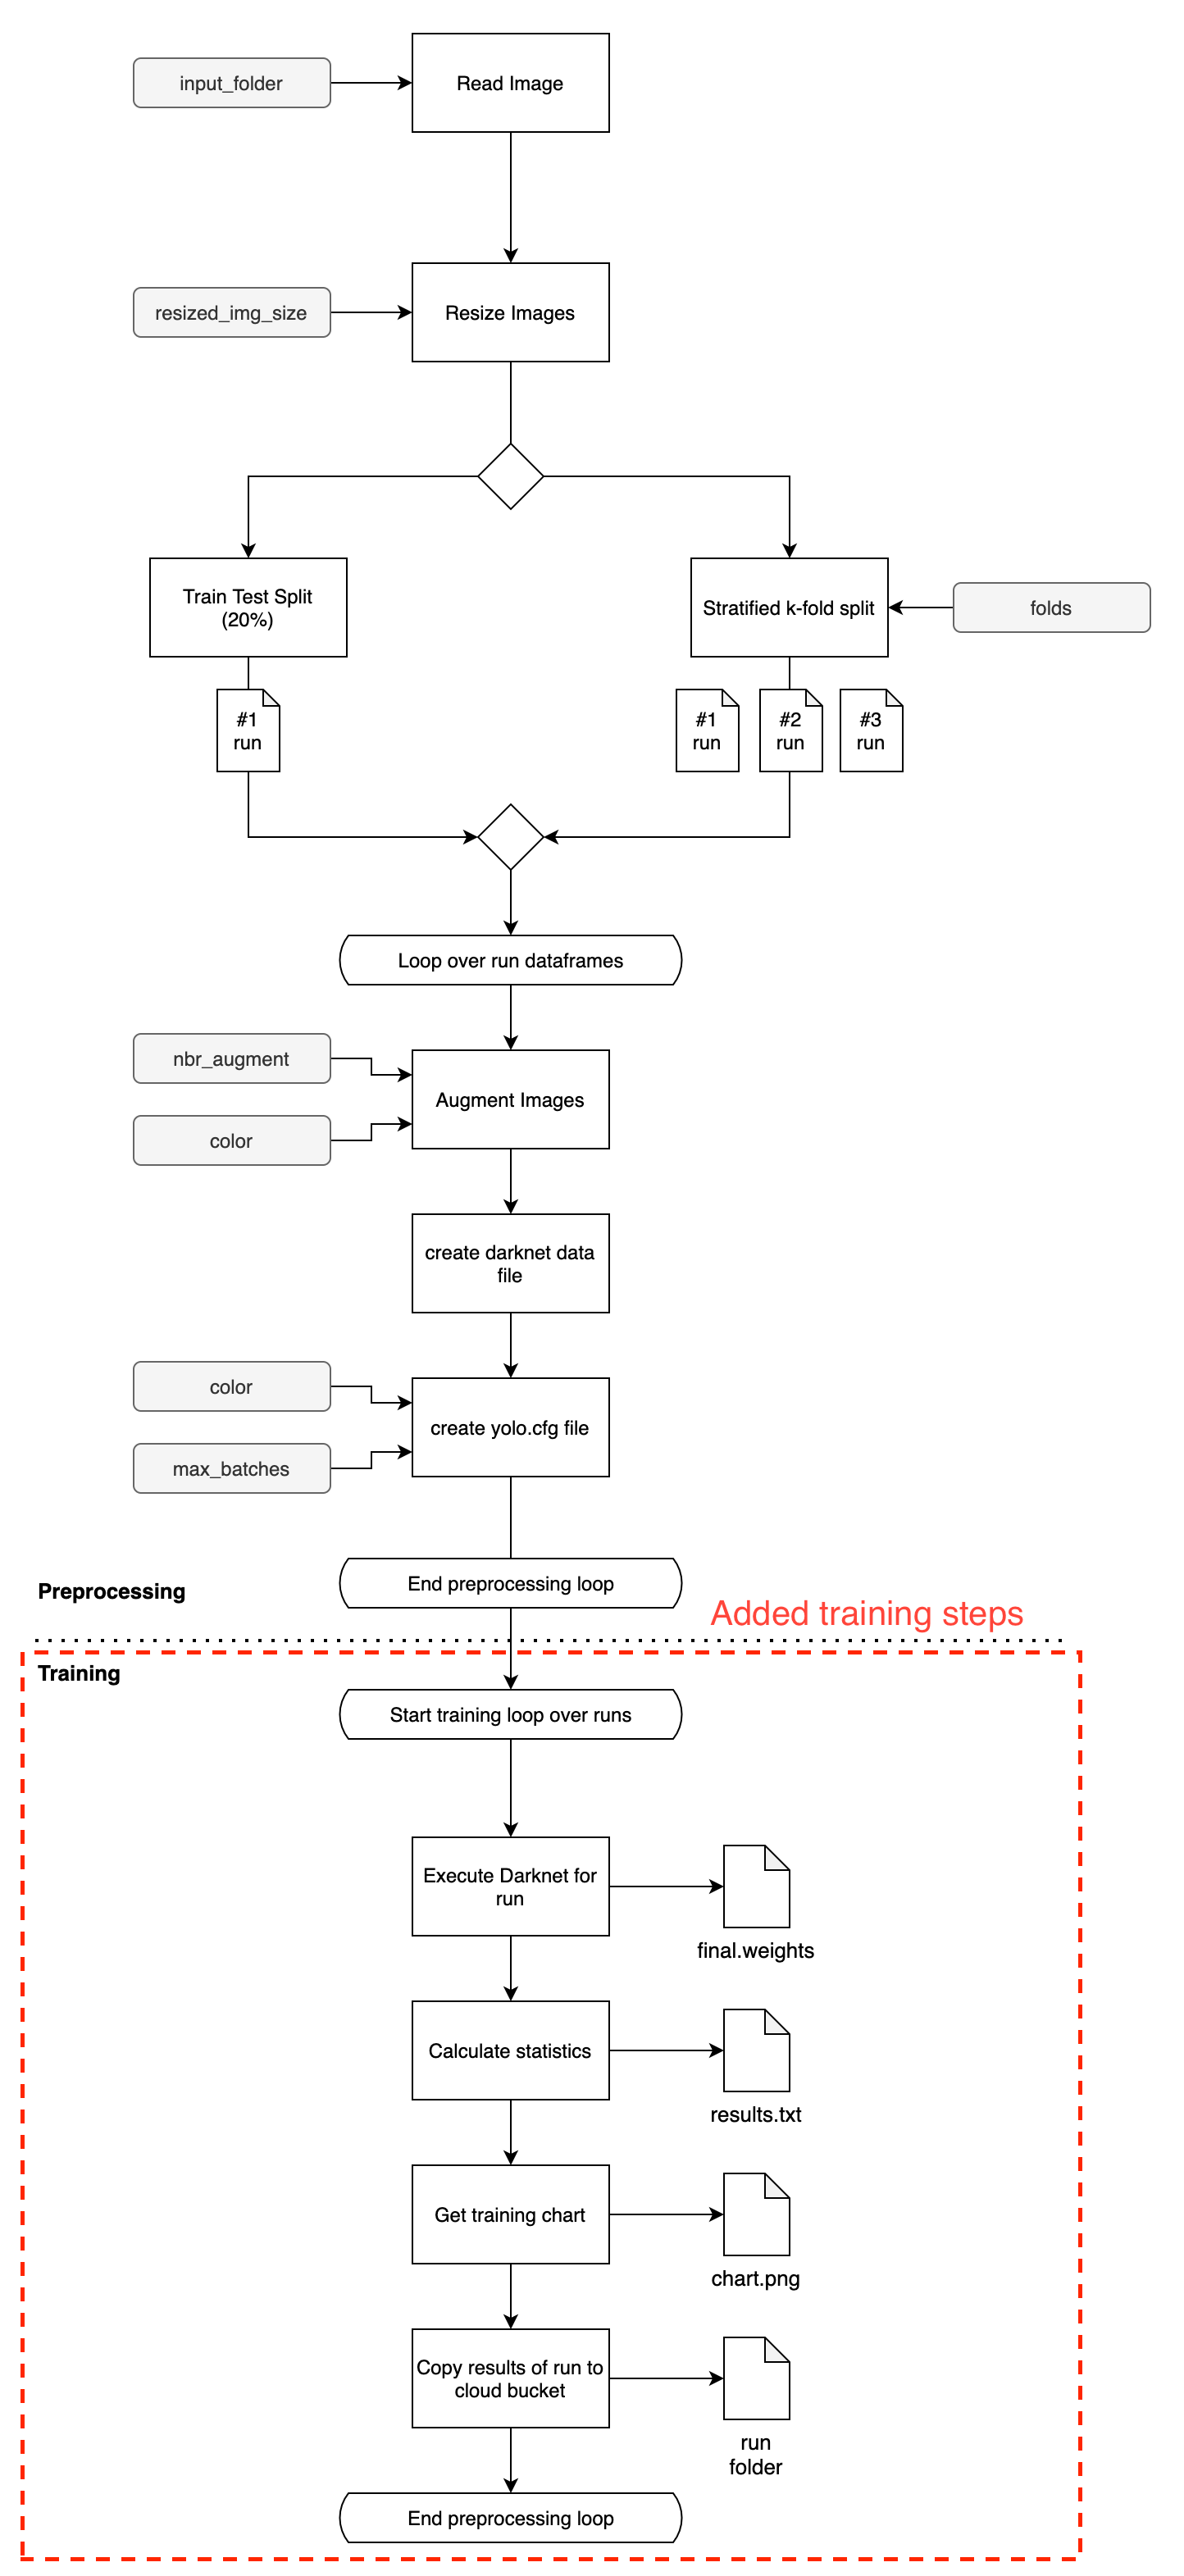 input_folder
Read Image
resized_img_size
Resize Images
Train Test Split
(20%)
Stratified k-fold split
folds
#1
run
#1
run
#2
run
#3
run
Loop over run dataframes
nbr_augment
Augment Images
color
create darknet data
file
color
create yolo.cfg file
max_batches
End preprocessing loop
Preprocessing
Added training steps
Training
Start training loop over runs
Execute Darknet for
run
final.weights
Calculate statistics
results.txt
Get training chart
chart.png
Copy results of run to
cloud bucket
run
folder
End preprocessing loop